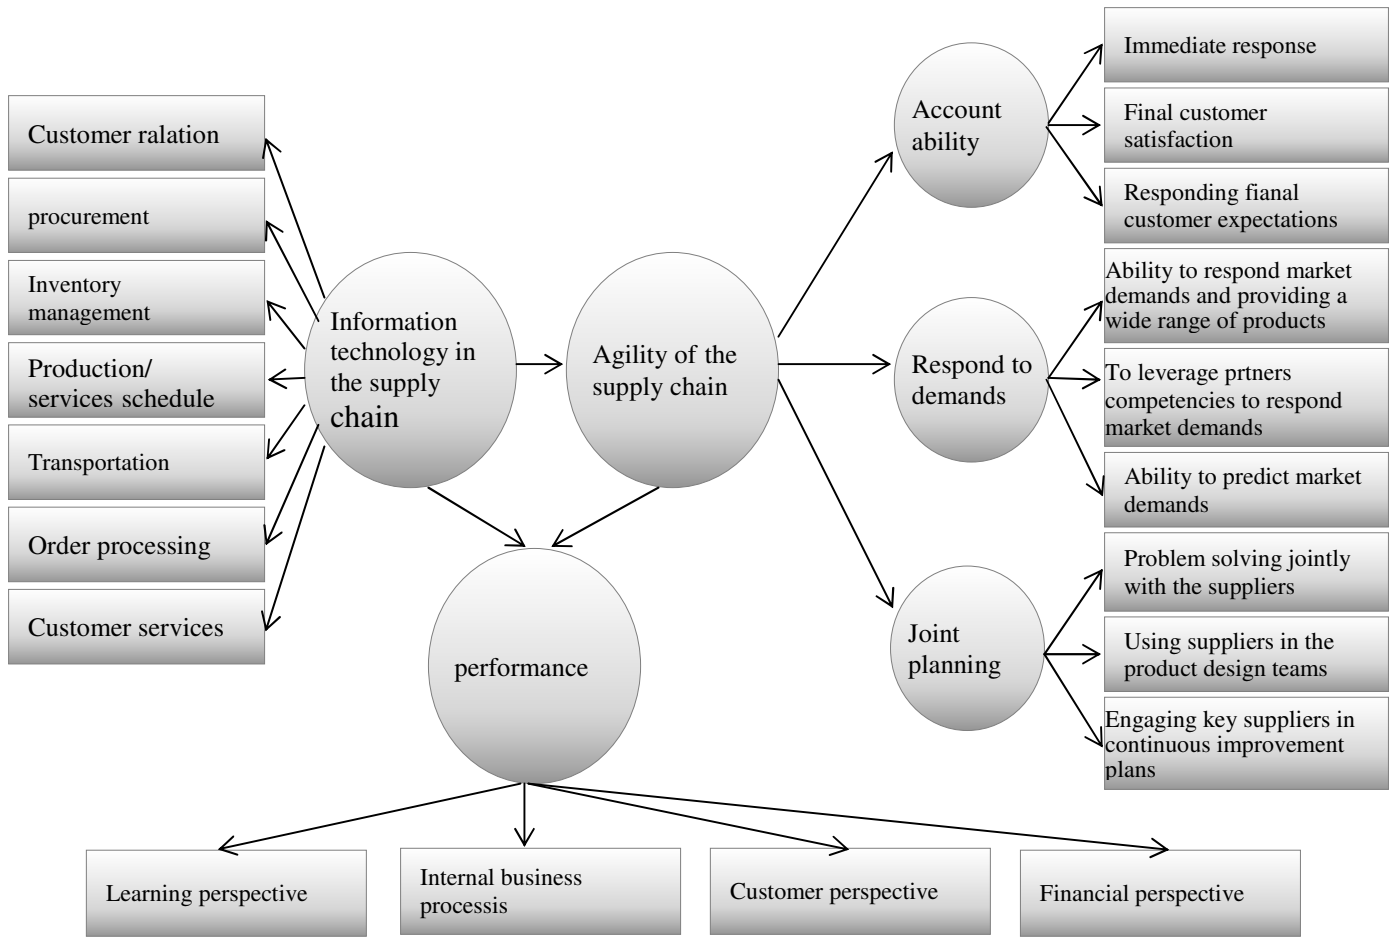 Customer ralation
procurement
Inventory
management
Production/
services schedule
Transportation
Order processing
Customer services
Information
technology in
the supply
chain
Agility of the
supply chain
performance
Account
ability
Respond to
demands
Joint
planning
Immediate response
Final customer
satisfaction
Responding fianal
customer expectations
Ability to respond market
demands and providing a
wide range of products
To leverage prtners
competencies to respond
market demands
Ability to predict market
demands
Problem solving jointly
with the suppliers
Using suppliers in the
product design teams
Engaging key suppliers in
continuous improvement
plans
Learning perspective
Internal business
processis
Customer perspective
Financial perspective